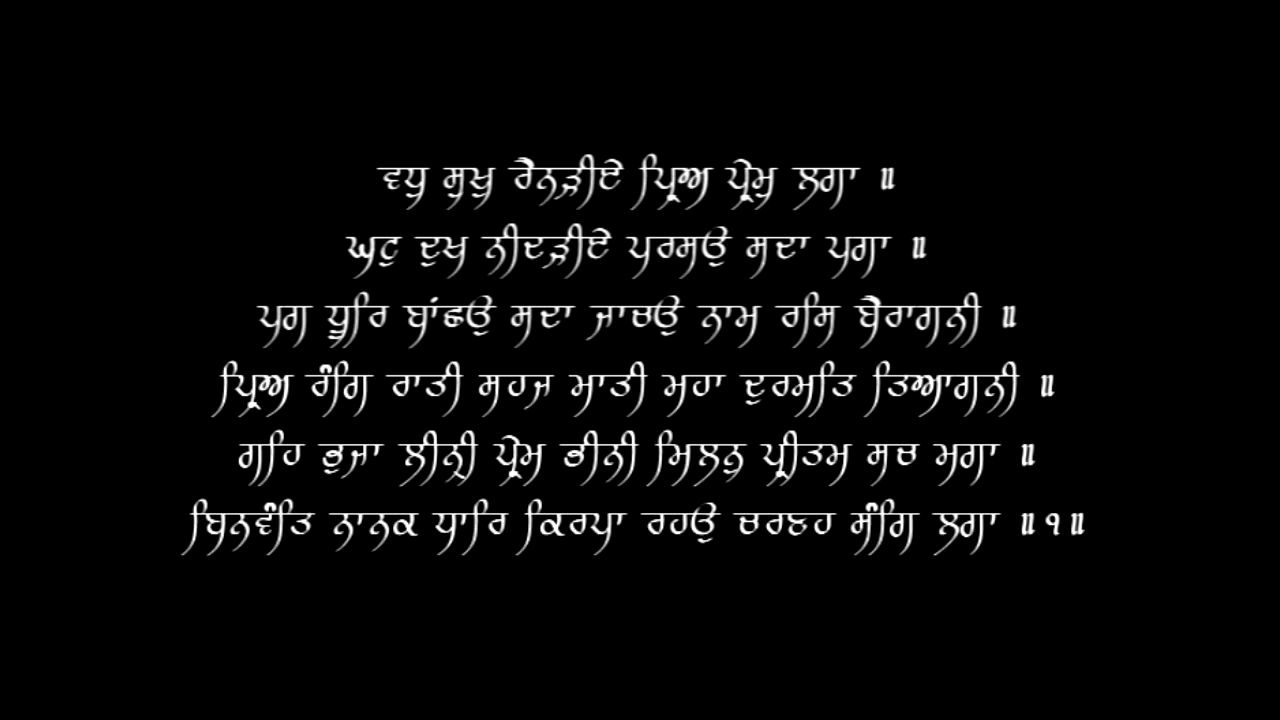 ਵਧੁ ਸੁਖੁ ਰੈਨੜੀਏ ਪ੍ਰਿਅ ਪ੍ਰੇਮੁ ਲਗਾ ॥
ਘਟੁ ਦੁਖ ਨੀਦੜੀਏ ਪਰਸਉ ਸਦਾ ਪਗਾ ॥
ਪਗ ਧੂਰਿ ਬਾਂਛਉ ਸਦਾ ਜਾਚਉ ਨਾਮ ਰਸਿ ਬੈਰਾਗਨੀ ॥
ਪ੍ਰਿਅ ਰੰਗਿ ਰਾਤੀ ਸਹਜ ਮਾਤੀ ਮਹਾ ਦੁਰਮਤਿ ਤਿਆਗਨੀ ॥
ਗਹਿ ਭੁਜਾ ਲੀਨੑੀ ਪ੍ਰੇਮ ਭੀਨੀ ਮਿਲਨੁ ਪ੍ਰੀਤਮ ਸਚ ਮਗਾ ॥
ਬਿਨਵੰਤਿ ਨਾਨਕ ਧਾਰਿ ਕਿਰਪਾ ਰਹਉ ਚਰਣਹ ਸੰਗਿ ਲਗਾ ॥੧॥